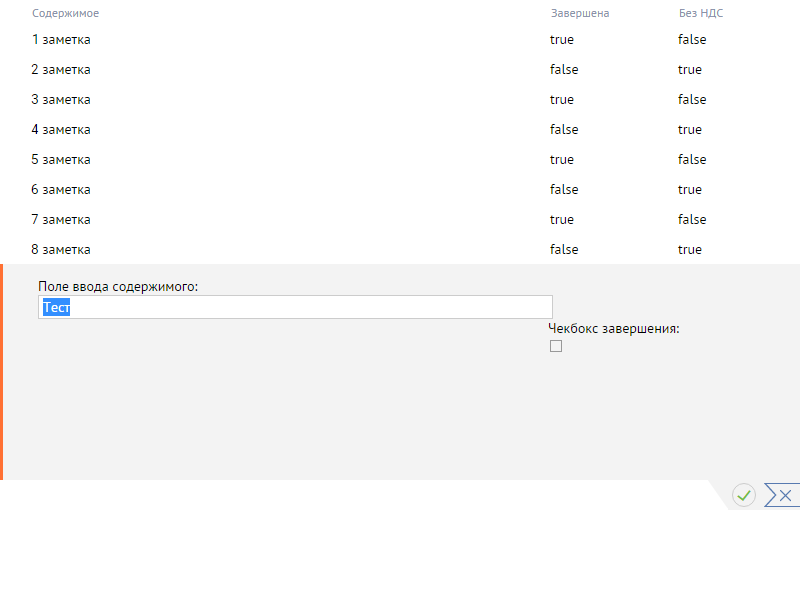 Содержимое Завершена Без НДС
1 заметка true false
2 заметка false true
3 заметка true false
4 заметка false true
5 заметка true false
6 заметка false true
7 заметка true false
8 заметка false true
Поле ввода содержимого:
Тест
Чекбокс завершения: